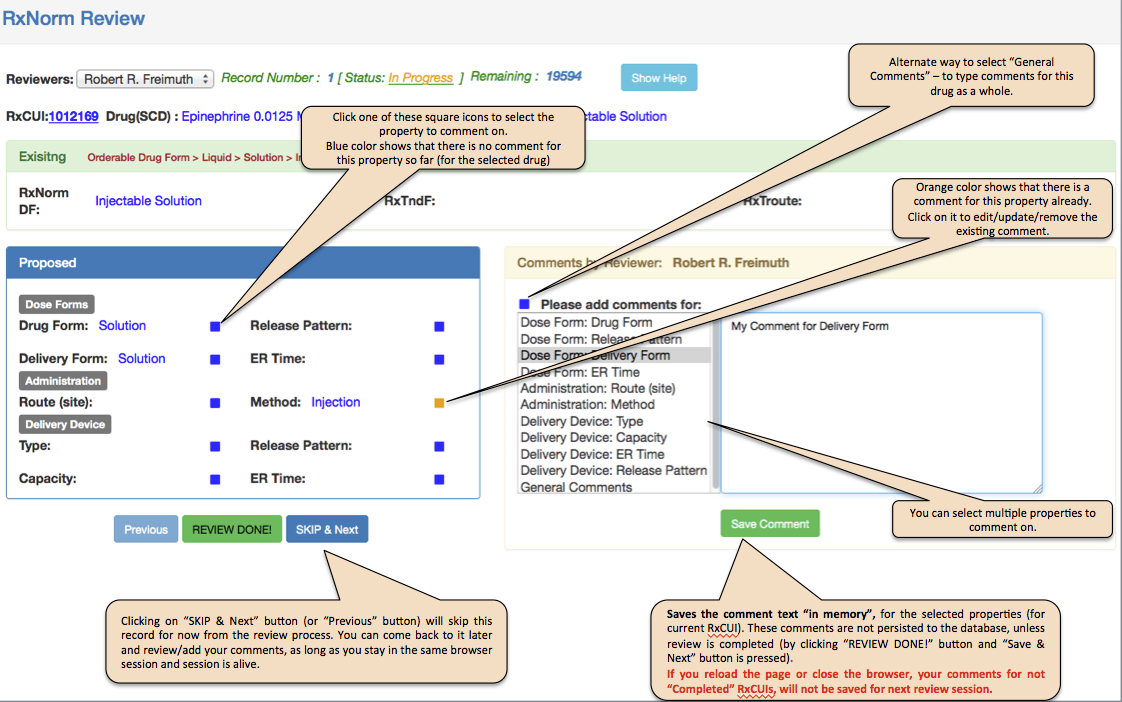 RxNorm Review
Reviewers: Robert R. Freimuth Record Number : 1 [ Status: In Progress ] Remaining : 19594 Show Help
Alternate way to select “General
Comments” – to type comments for this
drug as a whole.
RxCUI:1012169 Drug(SCD) : Epinephrine 0.0125 Solution
Click one of these square icons to select the
property to comment on.
Blue color shows that there is no comment for
this property so far (for the selected drug)
Exisitng Orderable Drug Form > Liquid > Solution >
RxNorm
DF: Injectable Solution RxTndF: RxTroute:
Orange color shows that there is a
comment for this property already.
Click on it to edit/update/remove the
existing comment.
Proposed
Dose Forms
Drug Form: Solution Release Pattern:
Delivery Form: Solution ER Time:
Administration
Route (site): Method: Injection
Delivery Device
Type: Release Pattern:
Capacity: ER Time:
Previous REVIEW DONE! SKIP & Next
Comments by Reviewer: Robert R. Freimuth
Please add comments for:
Dose Form: Drug Form
Dose Form: Release Pattern
Dose Form: Delivery Form
Dose Form: ER Time
Administration: Route (site)
Administration: Method
Delivery Device: Type
Delivery Device: Capacity
Delivery Device: ER Time
Delivery Device: Release Pattern
General Comments
My Comment for Delivery Form
You can select multiple properties to
comment on.
Save Comment
Clicking on “SKIP & Next” button (or “Previous” button) will skip this
record for now from the review process. You can come back to it later
and review/add your comments, as long as you stay in the same browser
session and session is alive.
Saves the comment text “in memory”, for the selected properties (for
current RxCUI). These comments are not persisted to the database, unless
review is completed (by clicking “REVIEW DONE!” button and “Save &
Next” button is pressed).
If you reload the page or close the browser, your comments for not
“Completed” RxCUIs, will not be saved for next review session.